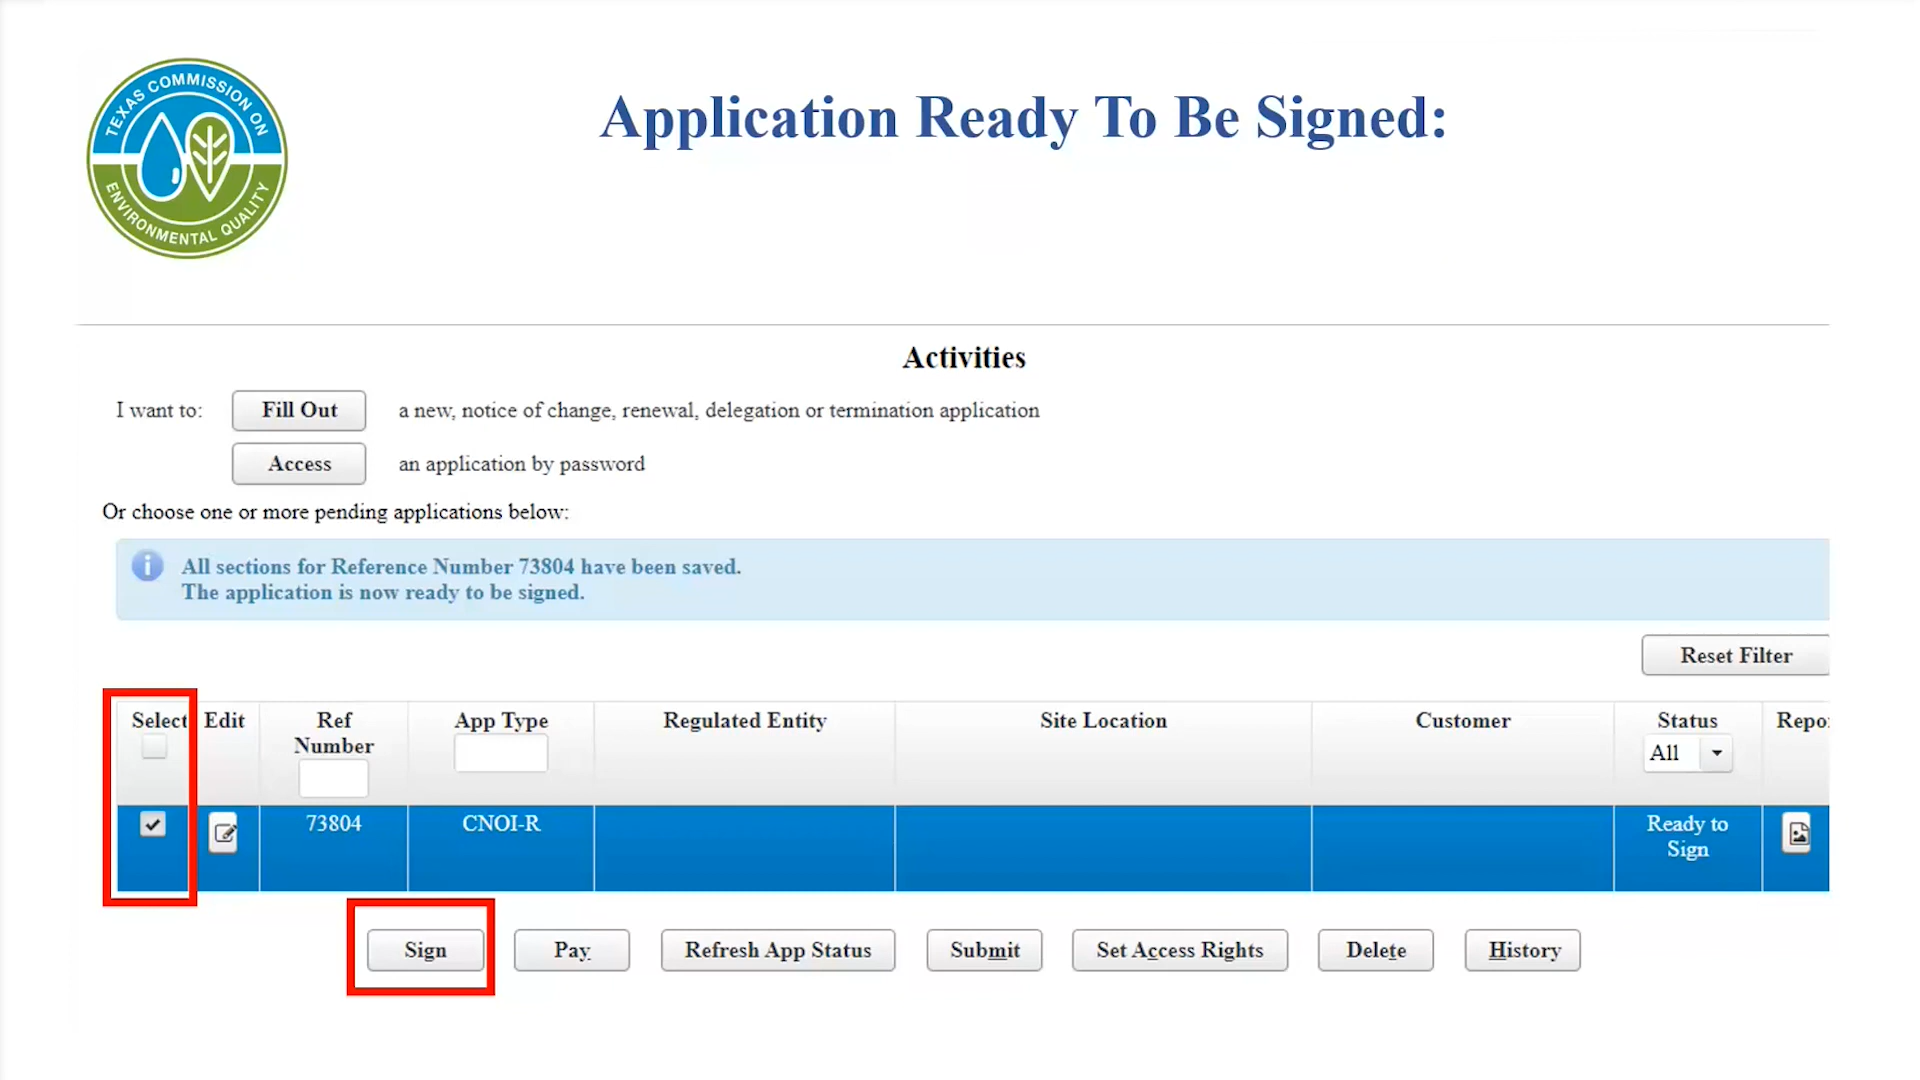 TEXAS COMMISSION ON
ENVIRONMENTAL QUALITY
Application Ready To Be Signed:
Activities
I want to:
Fill Out
a new, notice of change, renewal, delegation or termination application
Access
an application by password
Or choose one or more pending applications below:
All sections for Reference Number 73804 have been saved.
The application is now ready to be signed.
Reset Filter
Select
Edit
Ref
Number
App Type
Regulated Entity
Site Location
Customer
Status
All
Repo
73804
CNOI-R
Ready to
Sign
Sign
Pay
Refresh App Status
Submit
Set Access Rights
Delete
History